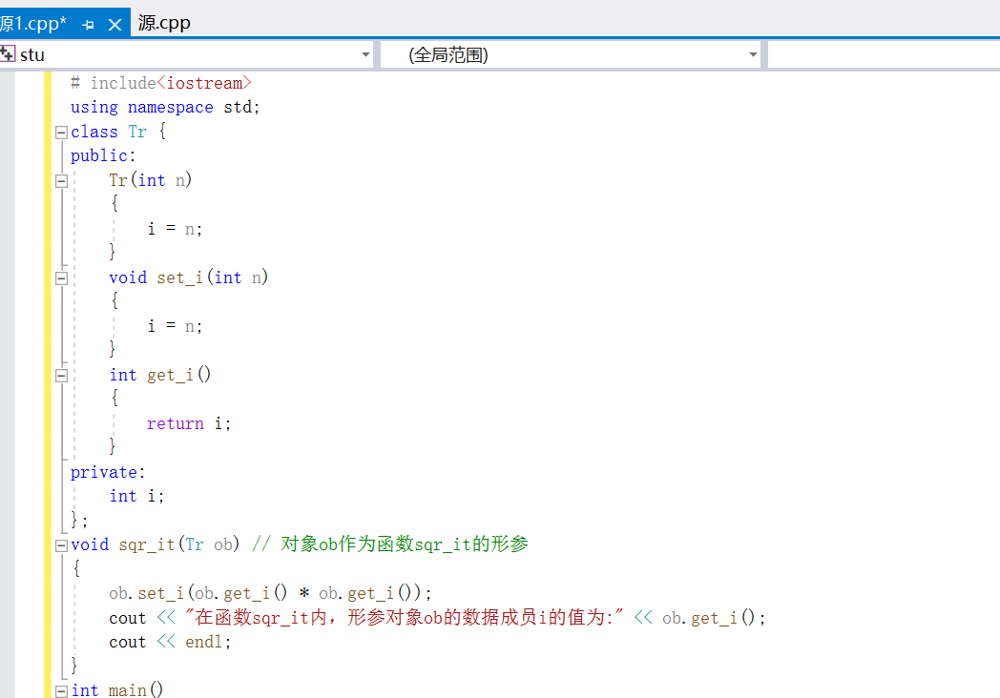 源1.cpp* 源.cpp
stu (全局范围)
# include<iostream>
using namespace std;
class Tr {
public:
Tr(int n)
{
i = n;
}
void set_i(int n)
{
i = n;
}
int get_i()
{
return i;
}
private:
int i;
};
void sqr_it(Tr ob) // 对象ob作为函数sqr_it的形参
{
ob.set_i(ob.get_i() * ob.get_i());
cout << "在函数sqr_it内，形参对象ob的数据成员i的值为:" << ob.get_i();
cout << endl;
}
int main()